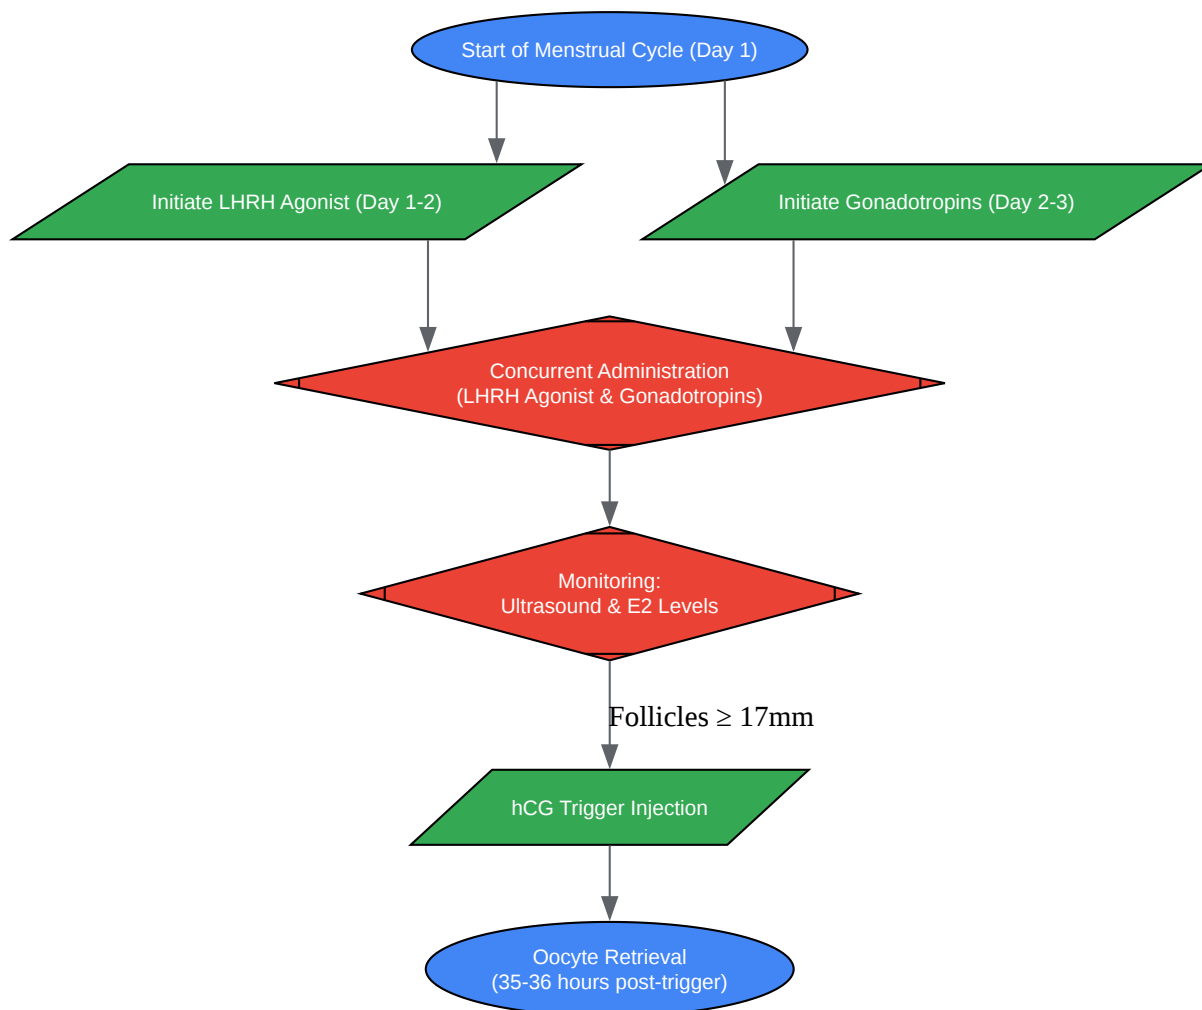 Start of Menstrual Cycle (Day 1)
Initiate LHRH Agonist (Day 1-2)
Initiate Gonadotropins (Day 2-3)
Concurrent Administration
(LHRH Agonist & Gonadotropins)
Monitoring:
Ultrasound & E2 Levels
Follicles ≥ 17mm
hCG Trigger Injection
Oocyte Retrieval
(35-36 hours post-trigger)